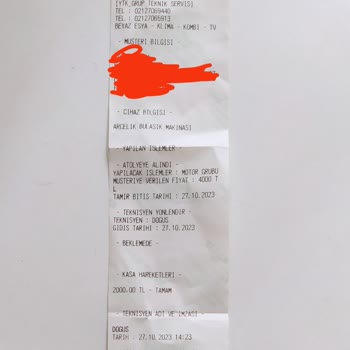 [YTK GRUP TEKNIK SERVIS]
TEL : 02127069440
TEL : 02127065913
BEYAZ ESYA - KLIMA - KOMBI - TV
- MUSTERI BILGISI -
- CIHAZ BILGISI -
ARCELIK BULASIK MAKINASI
- YAPILAN ISLEMLER -
- ATOLYEYE ALINDI -
YAPILACAK ISLEMLER : MOTOR GRUBU
MUSTERIYE VERILEN FIYAT : 4000 T
L
TAMIR BITIS TARIHI : 27.10.2023
- TEKNISYEN YONLENDIR -
TEKNISYEN : DOGUS
GIDIS TARIHI : 27.10.2023
- BEKLEMEDE -
- KASA HAREKETLERI -
2000.00 TL - TAMAM
- TEKNISYEN ADI VE IMZASI -
DOGUS
TARIH : 27.10.2023 14:23